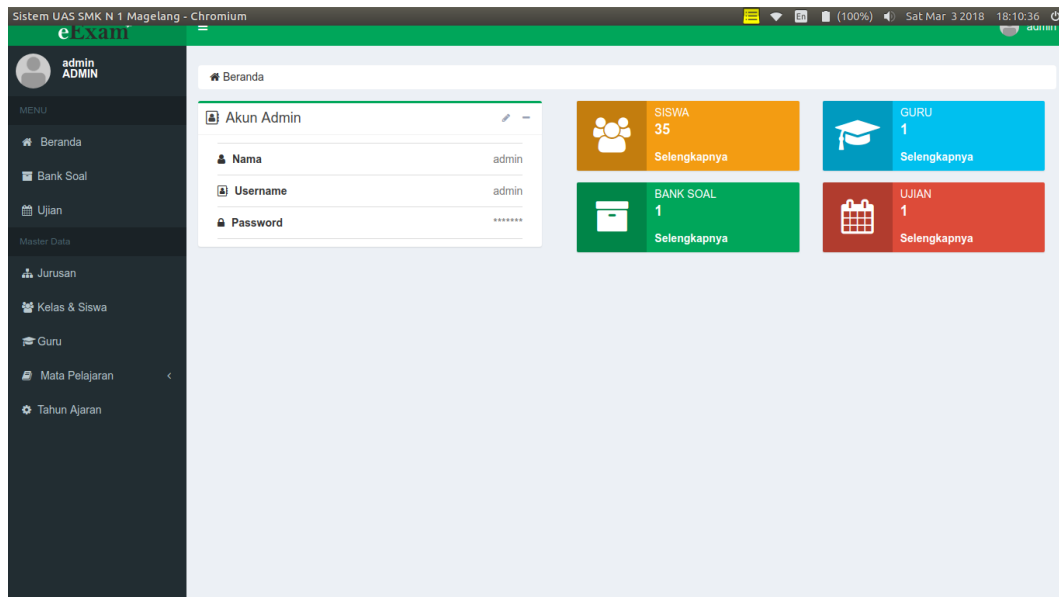 Sistem UAS SMK N 1 Magelang - Chromium
En (100%) Sat Mar 3 2018 18:10:36
eExam
admin
admin
ADMIN
MENU
Beranda
Bank Soal
Ujian
Master Data
Jurusan
Kelas & Siswa
Guru
Mata Pelajaran
Tahun Ajaran
Beranda
Akun Admin
Nama admin
Username admin
Password *******
SISWA
35
Selengkapnya
GURU
1
Selengkapnya
BANK SOAL
1
Selengkapnya
UJIAN
1
Selengkapnya